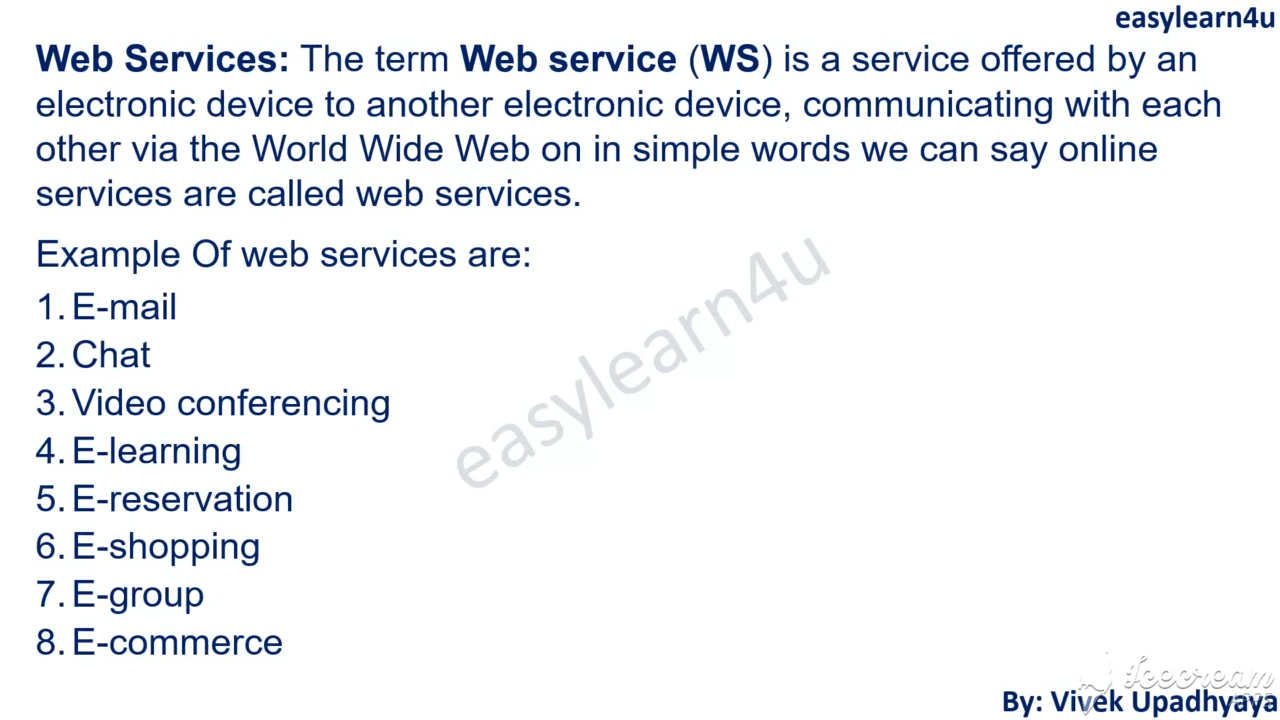 easylearn4u
Web Services: The term Web service (WS) is a service offered by an
electronic device to another electronic device, communicating with each
other via the World Wide Web on in simple words we can say online
services are called web services.
Example Of web services are:
1. E-mail
2. Chat
3. Video conferencing
4. E-learning
5. E-reservation
6. E-shopping
7. E-group
8. E-commerce
easylearn4u
Icecream
APPS
By: Vivek Upadhyaya